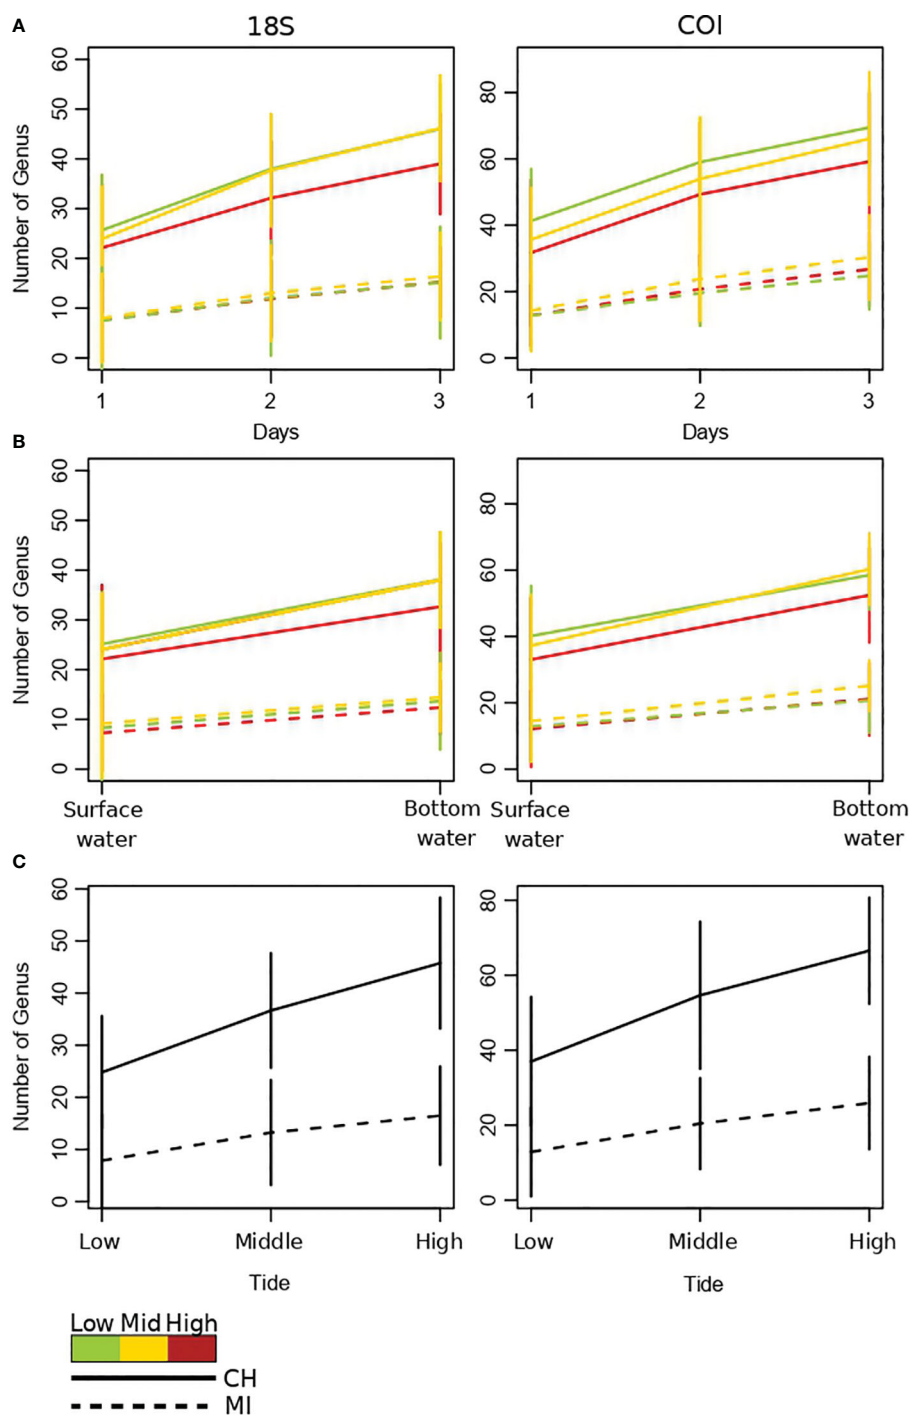 A
18S
COI
Number of Genus
0 10 20 30 40 50 60
0 20 40 60 80
1 2 3
1 2 3
Days
Days
B
Number of Genus
0 10 20 30 40 50 60
0 20 40 60 80
Surface water
Bottom water
Surface water
Bottom water
C
Number of Genus
0 10 20 30 40 50 60
0 20 40 60 80
Low Middle High
Low Middle High
Tide
Tide
Low Mid High
CH
MI